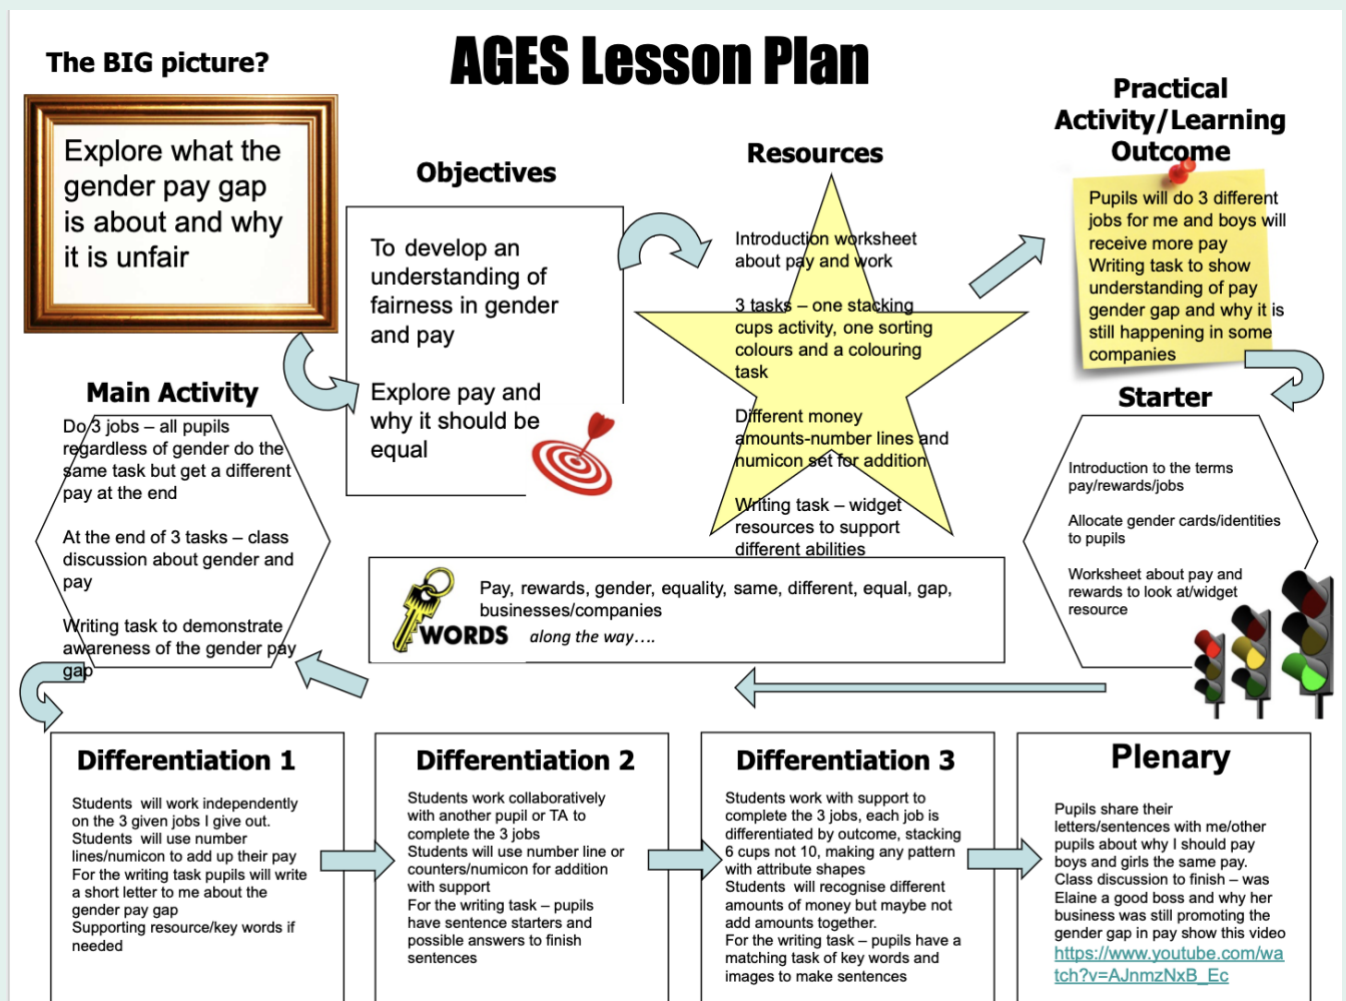 AGES Lesson Plan
The BIG picture?
Explore what the
gender pay gap
is about and why
it is unfair
Objectives
To develop an
understanding of
fairness in gender
and pay
Explore pay and
why it should be
equal
Resources
Introduction worksheet
about pay and work
3 tasks – one stacking
cups activity, one sorting
colours and a colouring
task
Different money
amounts-number lines and
numicon set for addition
Writing task – widget
resources to support
different abilities
Practical
Activity/Learning
Outcome
Pupils will do 3 different
jobs for me and boys will
receive more pay
Writing task to show
understanding of pay
gender gap and why it is
still happening in some
companies
Starter
Introduction to the terms
pay/rewards/jobs
Allocate gender cards/identities
to pupils
Worksheet about pay and
rewards to look at/widget
resource
WORDS
Pay, rewards, gender, equality, same, different, equal, gap,
businesses/companies
along the way….
Main Activity
Do 3 jobs – all pupils
regardless of gender do the
same task but get a different
pay at the end
At the end of 3 tasks – class
discussion about gender and
pay
Writing task to demonstrate
awareness of the gender pay
gap
Differentiation 1
Students will work independently
on the 3 given jobs I give out.
Students will use number
lines/numicon to add up their pay
For the writing task pupils will write
a short letter to me about the
gender pay gap
Supporting resource/key words if
needed
Differentiation 2
Students work collaboratively
with another pupil or TA to
complete the 3 jobs
Students will use number line or
counters/numicon for addition
with support
For the writing task – pupils
have sentence starters and
possible answers to finish
sentences
Differentiation 3
Students work with support to
complete the 3 jobs, each job is
differentiated by outcome, stacking
6 cups not 10, making any pattern
with attribute shapes
Students will recognise different
amounts of money but maybe not
add amounts together.
For the writing task – pupils have a
matching task of key words and
images to make sentences
Plenary
Pupils share their
letters/sentences with me/other
pupils about why I should pay
boys and girls the same pay.
Class discussion to finish – was
Elaine a good boss and why her
business was still promoting the
gender gap in pay show this video
https://www.youtube.com/wa
tch?v=AJnmzNxB_Ec